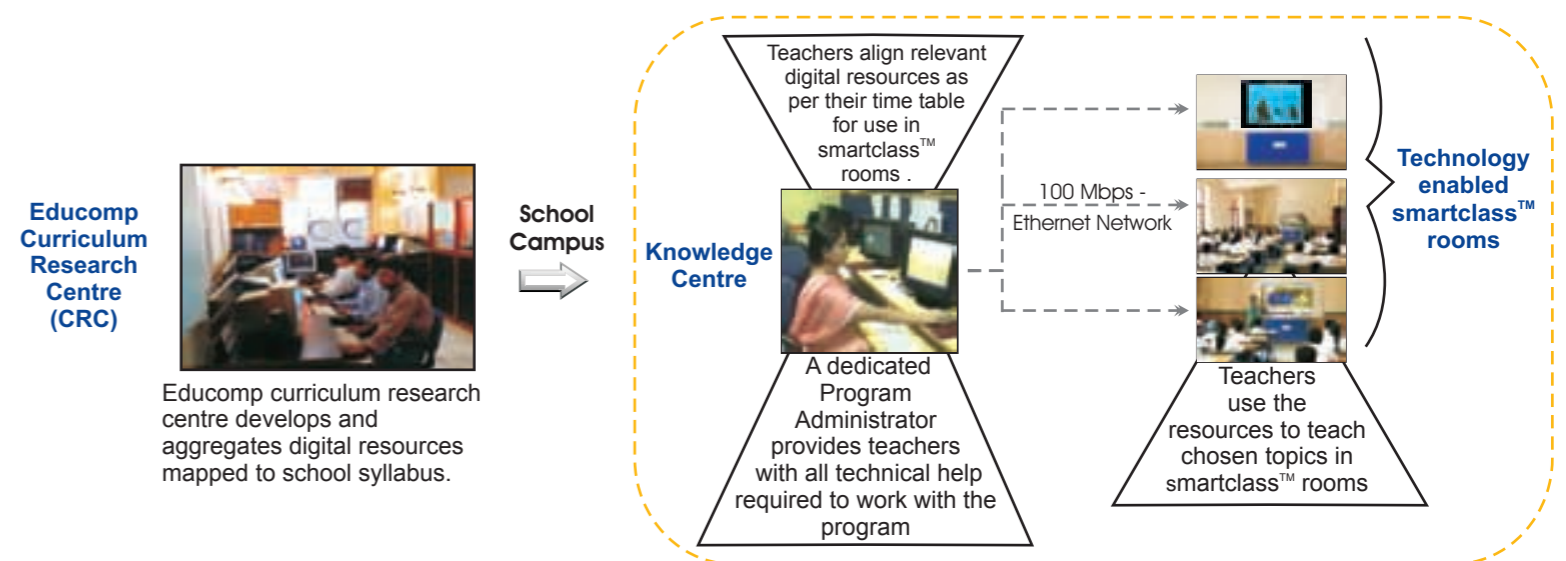 Educomp
Curriculum
Research
Centre
(CRC)
Educomp curriculum research
centre develops and
aggregates digital resources
mapped to school syllabus.
School
Campus
Teachers align relevant
digital resources as
per their time table
for use in
smartclass™
rooms .
Knowledge
Centre
A dedicated
Program
Administrator
provides teachers
with all technical help
required to work with the
program
100 Mbps -
Ethernet Network
Teachers
use the
resources to teach
chosen topics in
smartclass™ rooms
Technology
enabled
smartclass™
rooms